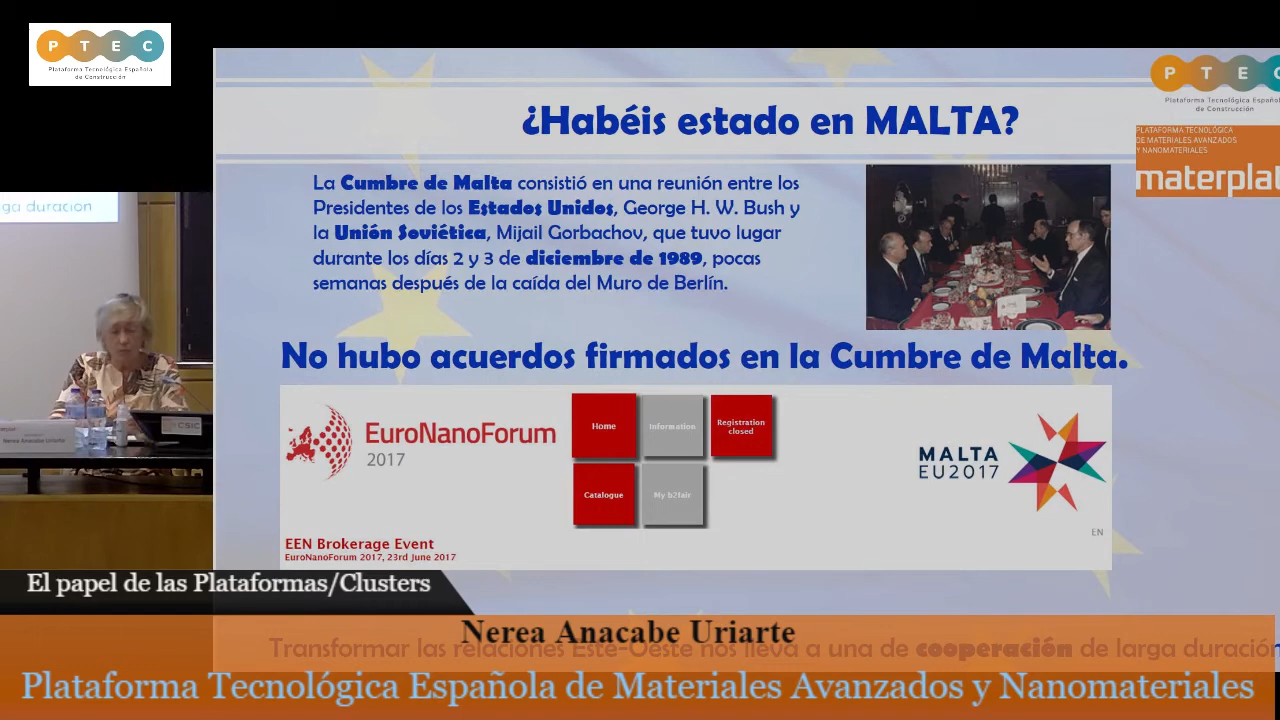 P T E C
Plataforma Tecnológica Española
de Construcción
P T E C
Plataforma Tecnológica Español
de Construcción
¿Habéis estado en MALTA?
PLATAFORMA TECNOLÓGICA
DE MATERIALES AVANZADOS
Y NANOMATERIALES
materplat
La Cumbre de Malta consistió en una reunión entre los
Presidentes de los Estados Unidos, George H. W. Bush y
la Unión Soviética, Mijail Gorbachov, que tuvo lugar
durante los días 2 y 3 de diciembre de 1989, pocas
semanas después de la caída del Muro de Berlín.
ga duración
No hubo acuerdos firmados en la Cumbre de Malta.
EuroNanoForum
2017
Home
Information
Registration
closed
Catalogue
My b2fair
MALTA
EU2017
EN
EEN Brokerage Event
EuroNanoForum 2017, 23rd June 2017
CSIC
Nerea Anacabe Uriarte
El papel de las Plataformas/Clusters
Nerea Anacabe Uriarte
Transformar las relaciones Este-Oeste nos lleva a una de cooperación de larga duración
Plataforma Tecnológica Española de Materiales Avanzados y Nanomateriales